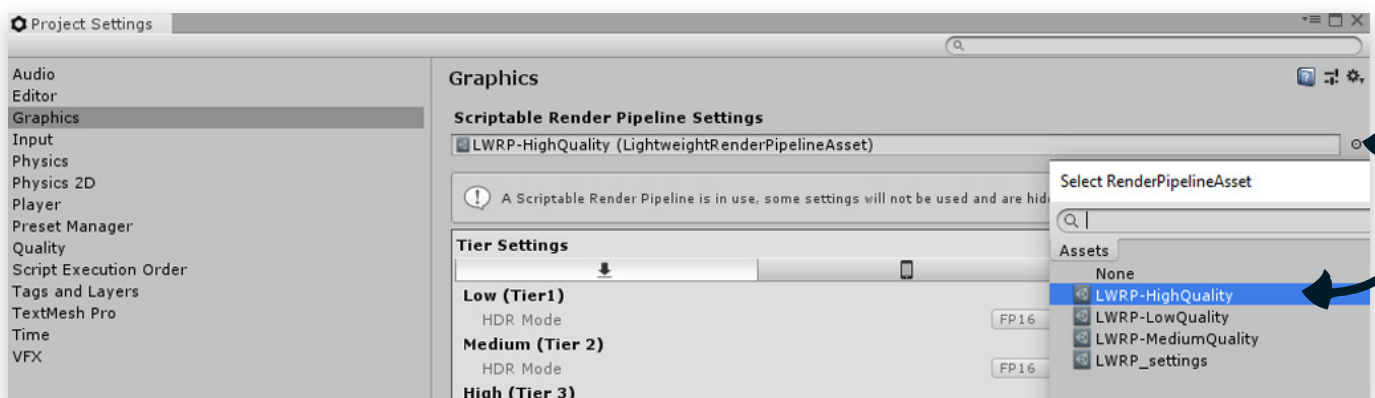 Project Settings
Audio
Editor
Graphics
Input
Physics
Physics 2D
Player
Preset Manager
Quality
Script Execution Order
Tags and Layers
TextMesh Pro
Time
VFX
Graphics
Scriptable Render Pipeline Settings
LWRP-HighQuality (LightweightRenderPipelineAsset)
A Scriptable Render Pipeline is in use, some settings will not be used and are hid
Tier Settings
Low (Tier1)
HDR Mode FP16
Medium (Tier 2)
HDR Mode FP16
High (Tier 3)
Select RenderPipelineAsset
Assets
None
LWRP-HighQuality
LWRP-LowQuality
LWRP-MediumQuality
LWRP_settings